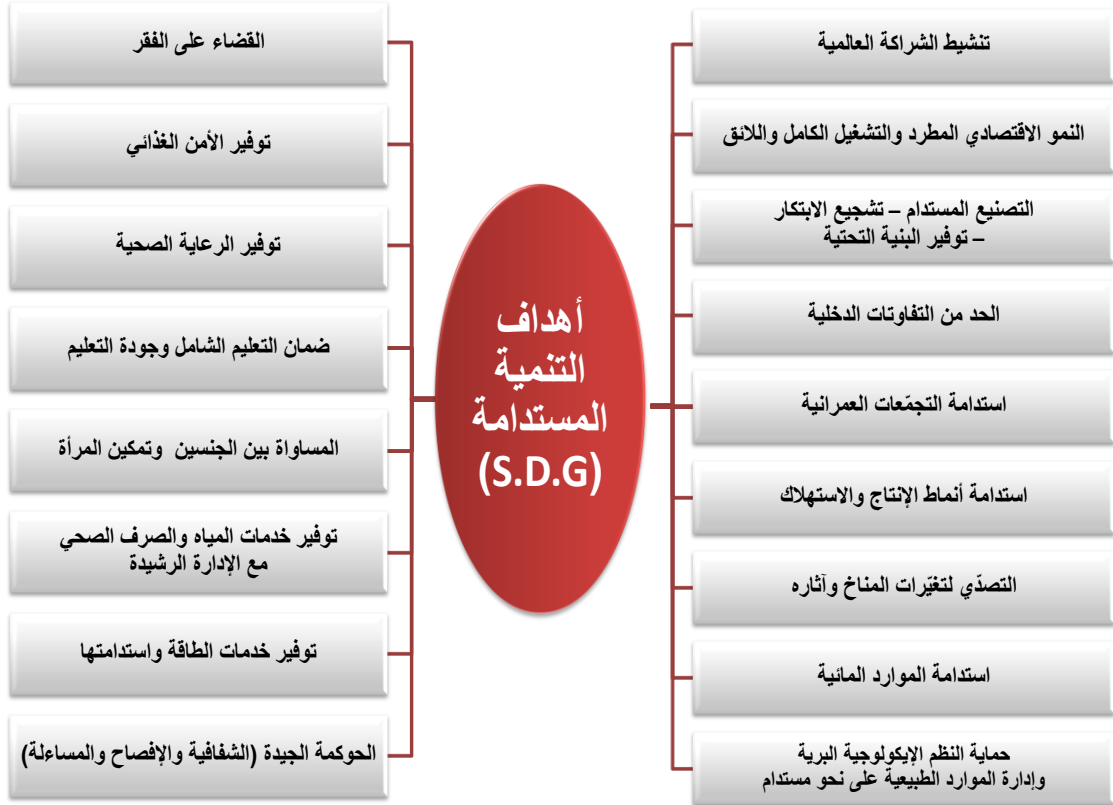 تنشيط الشراكة العالمية
النمو الاقتصادي المطرد والتشغيل الكامل واللائق
التصنيع المستدام – تشجيع الابتكار
– توفير البنية التحتية
الحد من التفاوتات الدخلية
استدامة التجمّعات العمرانية
استدامة أنماط الإنتاج والاستهلاك
التصدّي لتغيّرات المناخ وآثاره
استدامة الموارد المائية
حماية النظم الإيكولوجية البرية
وإدارة الموارد الطبيعية على نحو مستدام
أهداف
التنمية
المستدامة
(S.D.G)
القضاء على الفقر
توفير الأمن الغذائي
توفير الرعاية الصحية
ضمان التعليم الشامل وجودة التعليم
المساواة بين الجنسين وتمكين المرأة
توفير خدمات المياه والصرف الصحي
مع الإدارة الرشيدة
توفير خدمات الطاقة واستدامتها
الحوكمة الجيدة (الشفافية والإفصاح والمساءلة)